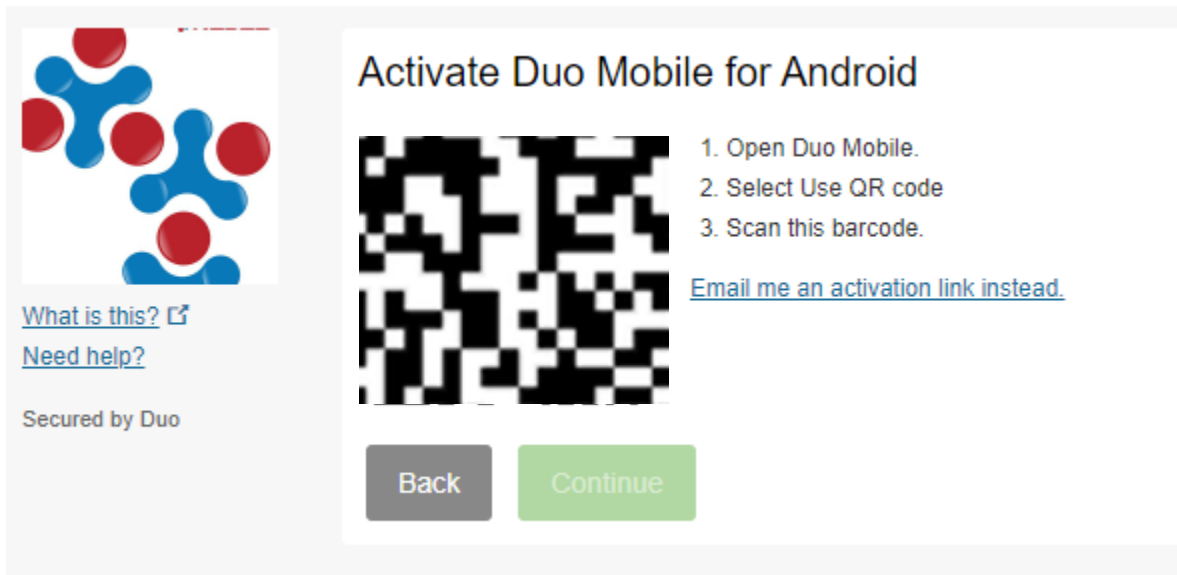 Activate Duo Mobile for Android
1. Open Duo Mobile.
2. Select Use QR code
3. Scan this barcode.
Email me an activation link instead.
What is this?
Need help?
Secured by Duo
Back
Continue